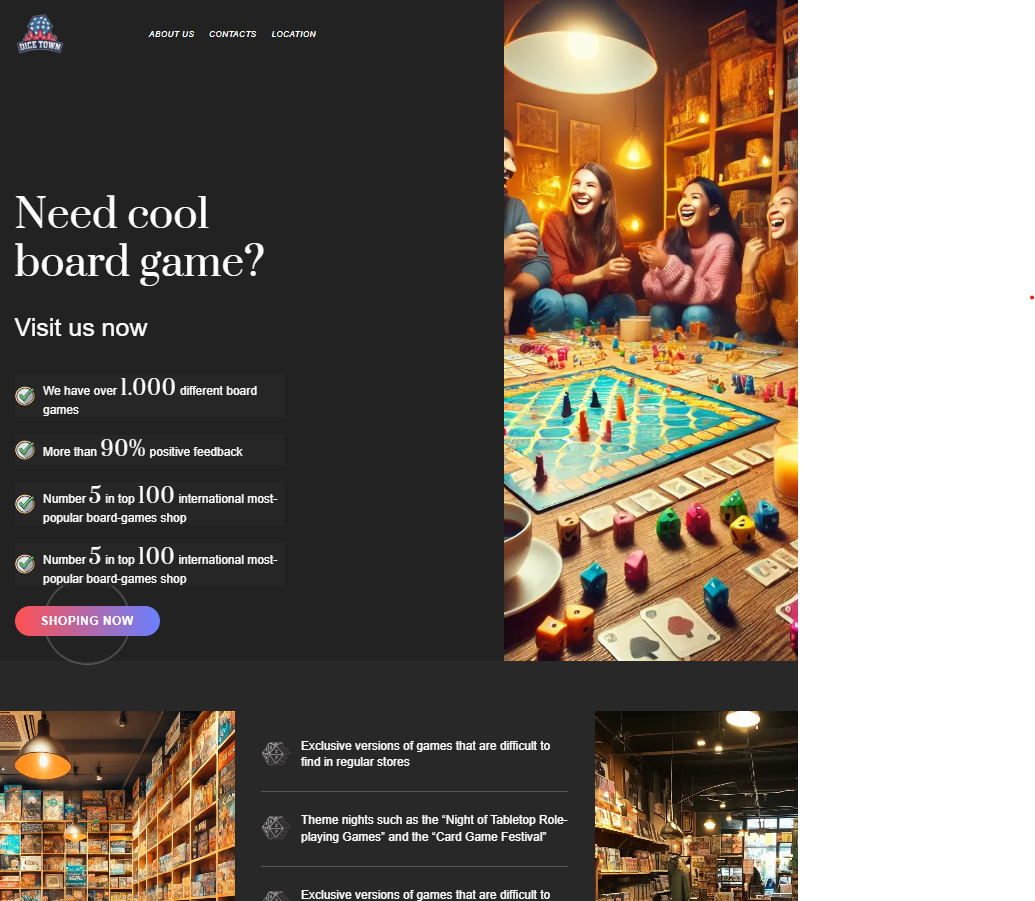 DICE TOWN
ABOUT US CONTACTS LOCATION
Need cool
board game?
Visit us now
We have over 1.000 different board
games
More than 90% positive feedback
Number 5 in top 100 international most-
popular board-games shop
Number 5 in top 100 international most-
popular board-games shop
SHOPING NOW
Exclusive versions of games that are difficult to
find in regular stores
Theme nights such as the “Night of Tabletop Role-
playing Games” and the “Card Game Festival”
Exclusive versions of games that are difficult to